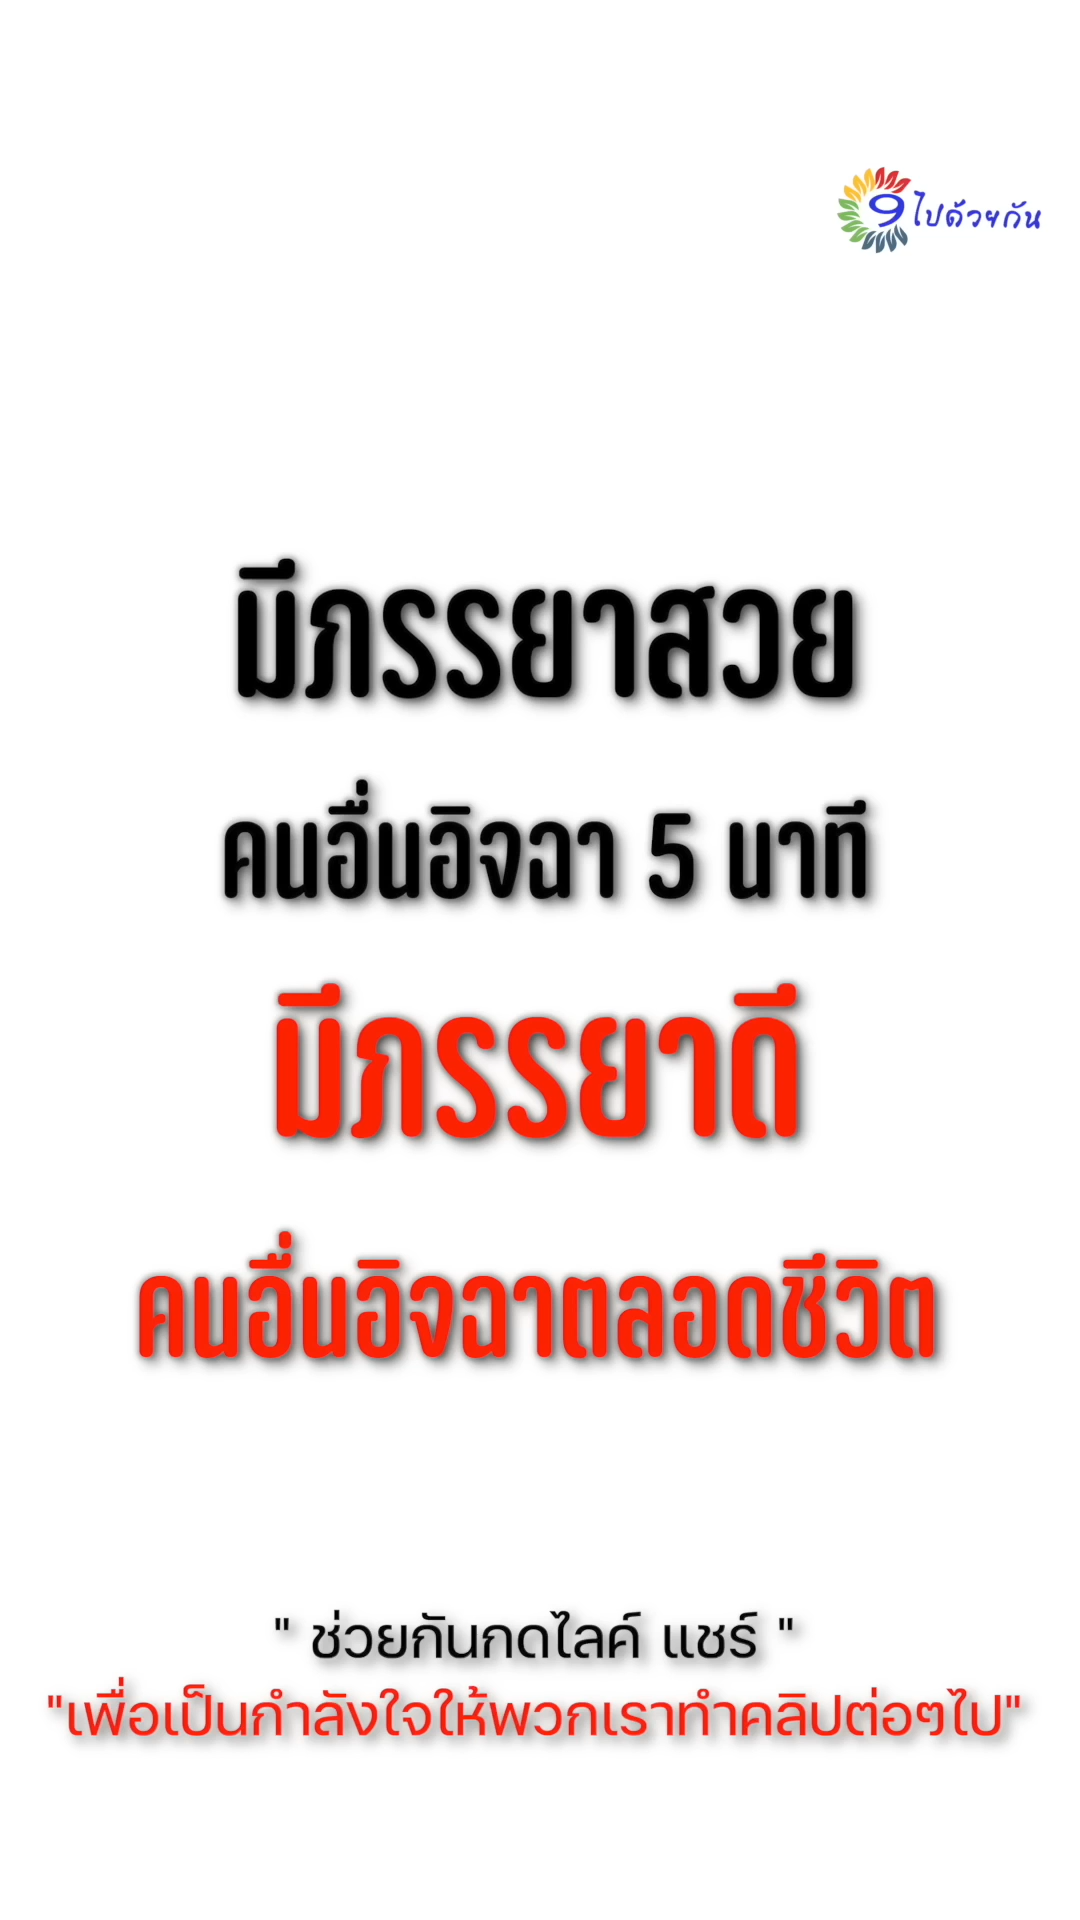 9 ไปด้วยกัน
มีภรรยาสวย
คนอื่นอิจฉา 5 นาที
มีภรรยาดี
คนอื่นอิจฉาตลอดชีวิต
" ช่วยกันกดไลค์ แชร์ "
"เพื่อเป็นกำลังใจให้พวกเราทำคลิปต่อๆไป"